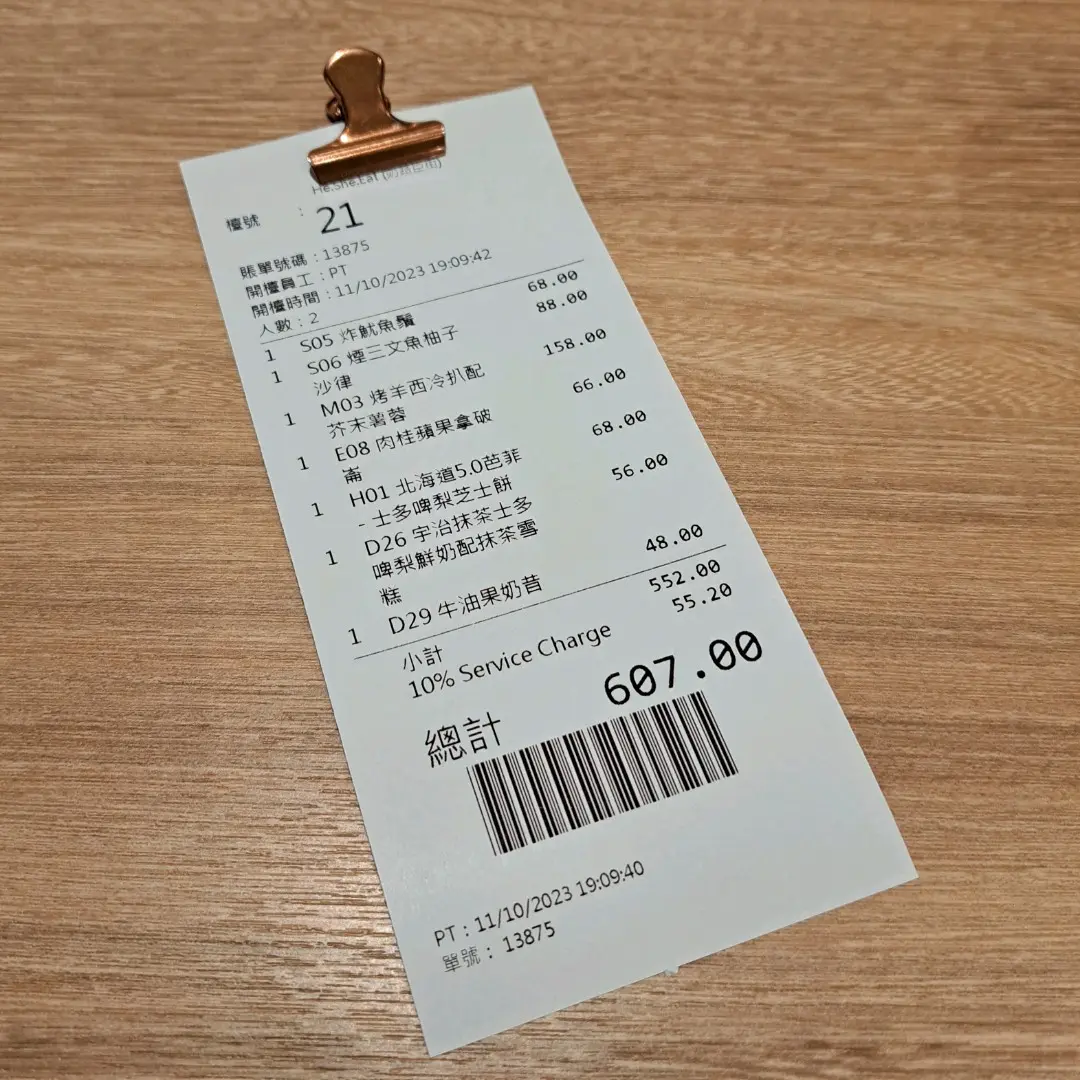 He.She.Eat
檯號 : 21
賬單號碼 : 13875
開檯員工 : PT
開檯時間 : 11/10/2023 19:09:42
人數 : 2
1 S05 炸魷魚鬚 68.00
1 S06 煙三文魚柚子 88.00
沙律
1 M03 烤羊西冷扒配 158.00
芥末薯蓉
1 E08 肉桂蘋果拿破 66.00
崙
1 H01 北海道5.0芭菲 68.00
- 士多啤梨芝士餅
1 D26 宇治抹茶士多 56.00
啤梨鮮奶配抹茶雪
糕
1 D29 牛油果奶昔 48.00
小計 552.00
10% Service Charge 55.20
總計 607.00
PT : 11/10/2023 19:09:40
單號 : 13875